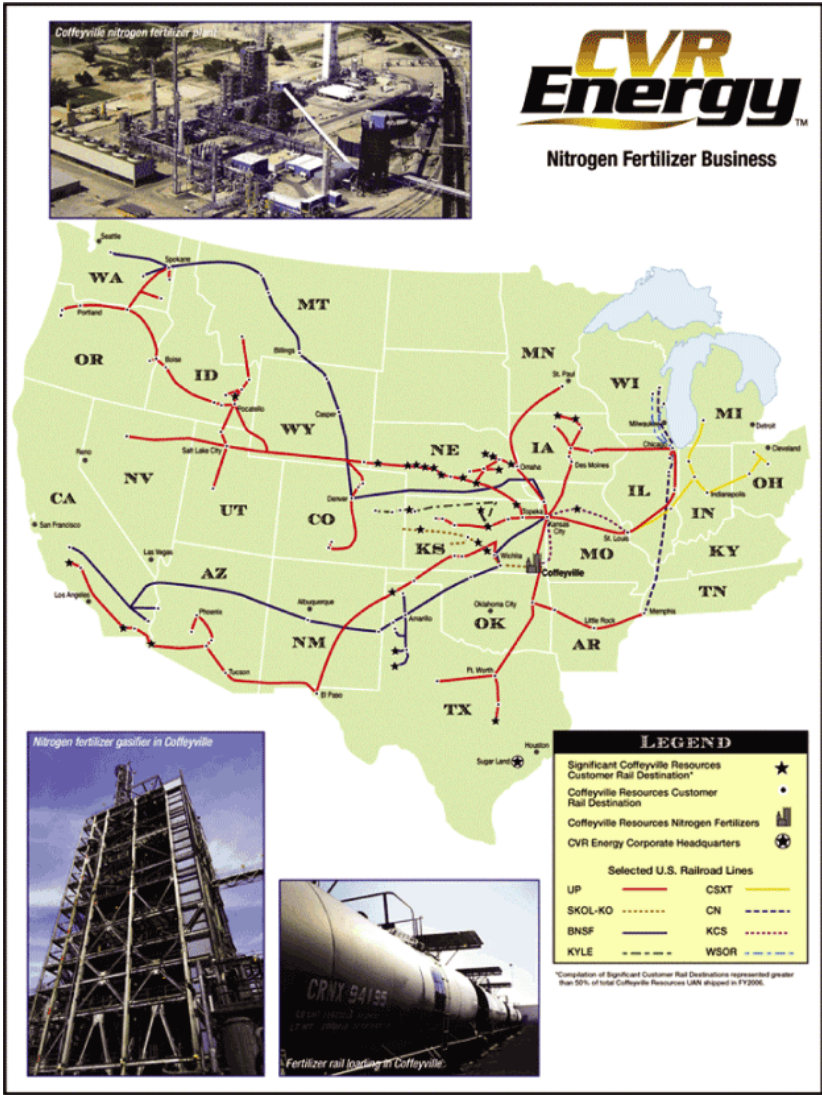 Coffeyville nitrogen fertilizer plant
CVR
Energy™
Nitrogen Fertilizer Business
Seattle
Spokane
WA
MT
Portland
OR
Boise
ID
Billings
Pocatello
WY
Casper
MN
St. Paul
WI
Milwaukee
MI
Detroit
Chicago
Cleveland
Reno
Salt Lake City
NV
NE
IA
Omaha
Des Moines
IL
OH
Indianapolis
IN
CA
San Francisco
UT
Denver
CO
Topeka
Kansas
City
KS
MO
St. Louis
KY
Las Vegas
Wichita
Coffeyville
TN
AZ
Los Angeles
Albuquerque
Phoenix
NM
Amarillo
Oklahoma City
OK
Little Rock
Memphis
AR
Tucson
El Paso
Ft. Worth
TX
Houston
Sugar Land
Nitrogen fertilizer gasifier in Coffeyville
CRNX 94195
Fertilizer rail loading in Coffeyville
LEGEND
Significant Coffeyville Resources
Customer Rail Destination*
Coffeyville Resources Customer
Rail Destination
Coffeyville Resources Nitrogen Fertilizers
CVR Energy Corporate Headquarters
Selected U.S. Railroad Lines
UP CSXT
SKOL-KO CN
BNSF KCS
KYLE WSOR
*Compilation of Significant Customer Rail Destinations represented greater
than 50% of total Coffeyville Resources UAN shipped in FY2006.